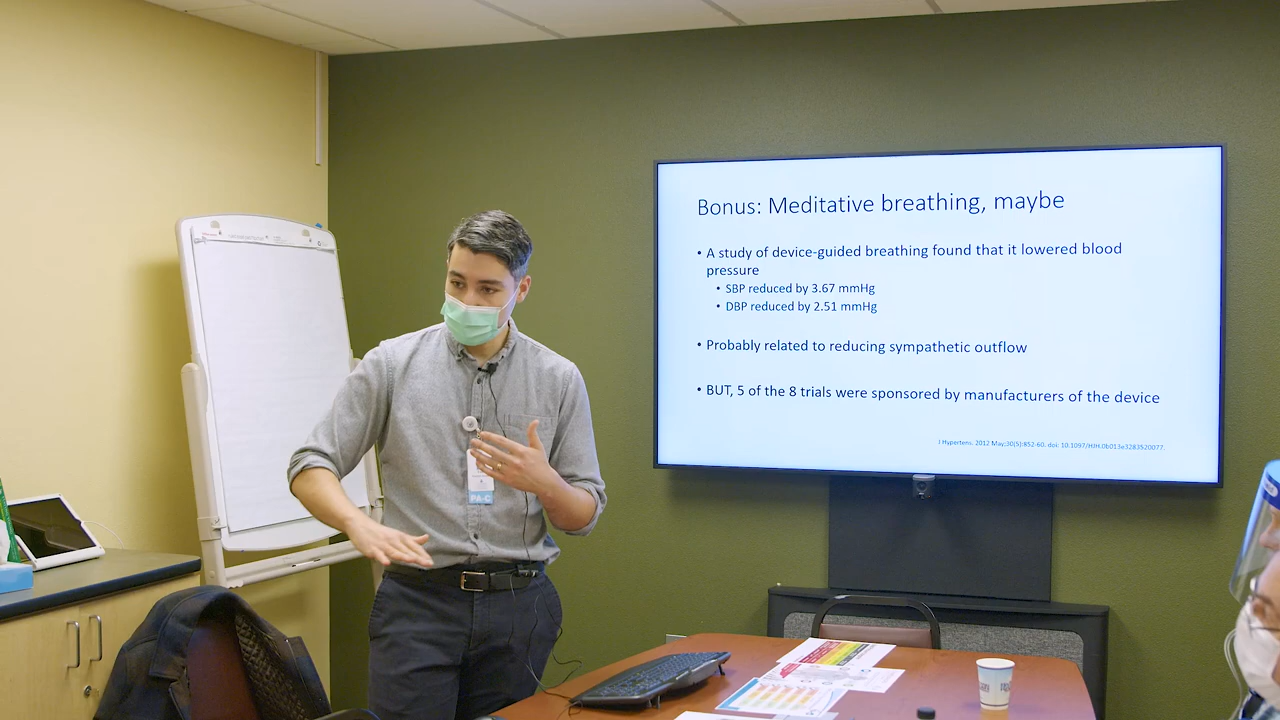 Bonus: Meditative breathing, maybe
• A study of device-guided breathing found that it lowered blood
pressure
• SBP reduced by 3.67 mmHg
• DBP reduced by 2.51 mmHg
• Probably related to reducing sympathetic outflow
• BUT, 5 of the 8 trials were sponsored by manufacturers of the device
J Hypertens. 2012 May;30(5):852-60. doi: 10.1097/HJH.0b013e3283520077.
PA-C